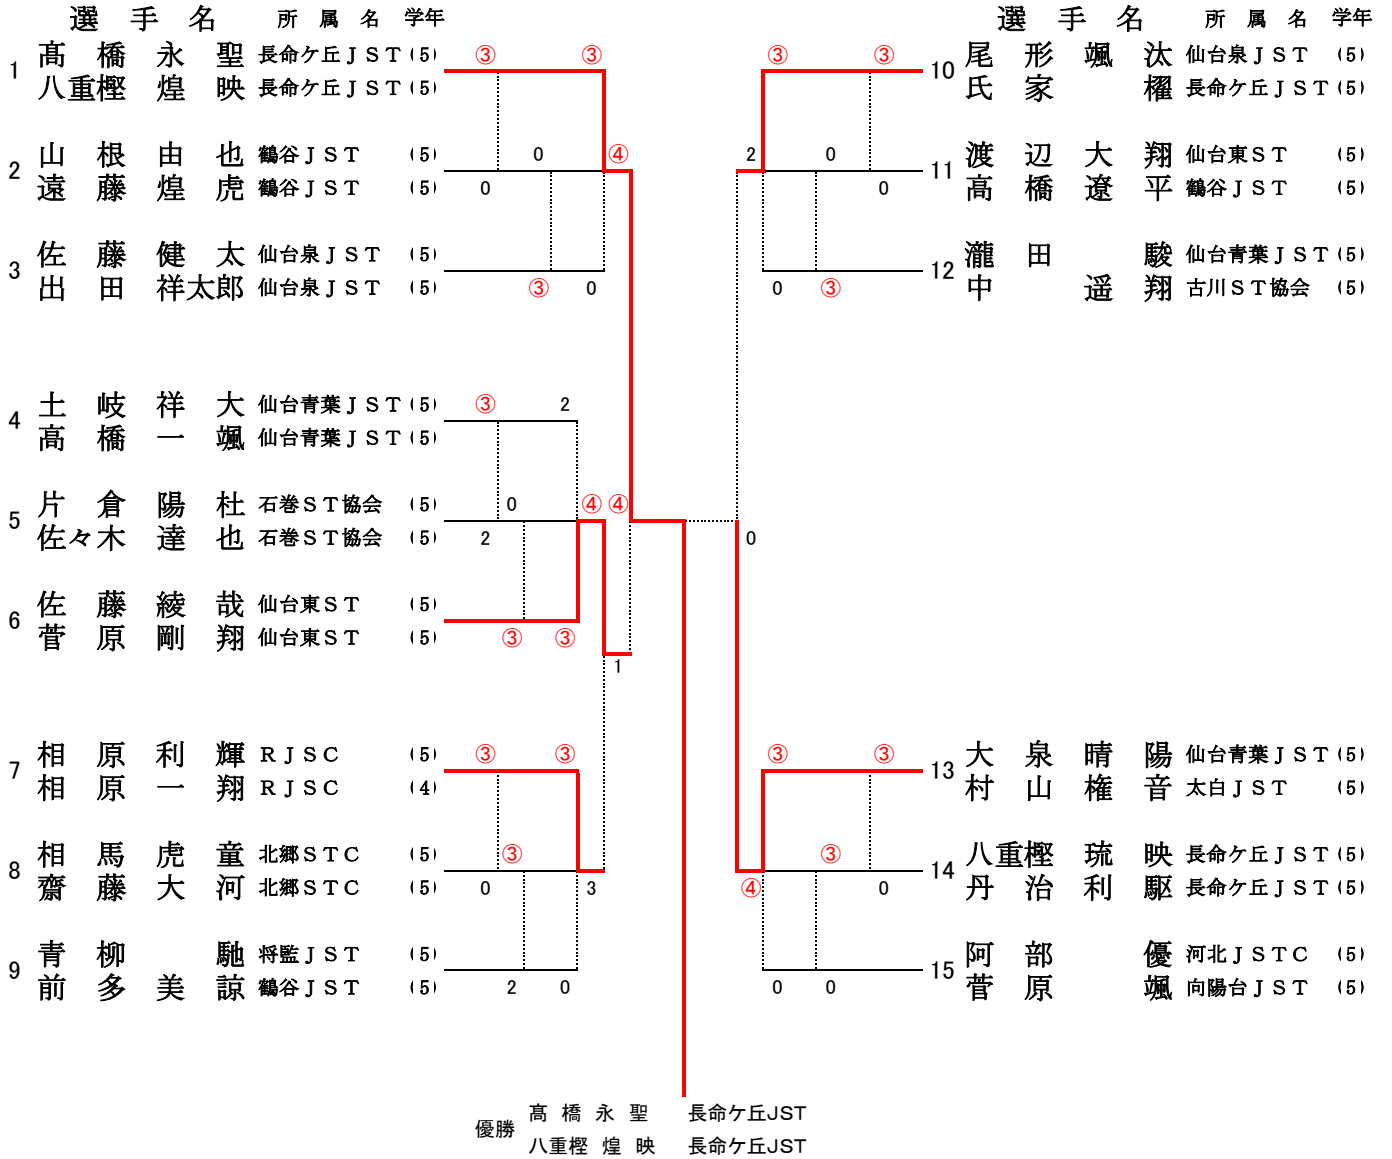 選手名 所属名 学年
1 髙橋永聖 長命ケ丘ＪＳＴ (5) ③ ③
八重樫煌映 長命ケ丘ＪＳＴ (5)
2 山根由也 鶴谷ＪＳＴ (5) 0 ④
遠藤煌虎 鶴谷ＪＳＴ (5) 0
3 佐藤健太 仙台泉ＪＳＴ (5)
出田祥太郎 仙台泉ＪＳＴ (5) ③ 0
4 土岐祥大 仙台青葉ＪＳＴ (5) ③ 2
高橋一颯 仙台青葉ＪＳＴ (5)
5 片倉陽杜 石巻ＳＴ協会 (5) 0 ④ ④
佐々木達也 石巻ＳＴ協会 (5) 2
6 佐藤綾哉 仙台東ＳＴ (5)
菅原剛翔 仙台東ＳＴ (5) ③ ③
1
7 相原利輝 ＲＪＳＣ (5) ③ ③
相原一翔 ＲＪＳＣ (4)
8 相馬虎童 北郷ＳＴＣ (5) ③
齋藤大河 北郷ＳＴＣ (5) 0 3
9 青柳馳 将監ＪＳＴ (5)
前多美諒 鶴谷ＪＳＴ (5) 2 0
選手名 所属名 学年
③ ③ 10 尾形颯汰 仙台泉ＪＳＴ (5)
氏家櫂 長命ケ丘ＪＳＴ (5)
2 0 11 渡辺大翔 仙台東ＳＴ (5)
0 高橋遼平 鶴谷ＪＳＴ (5)
12 瀧田駿 仙台青葉ＪＳＴ (5)
0 ③ 中遥翔 古川ＳＴ協会 (5)
0
③ ③ 13 大泉晴陽 仙台青葉ＪＳＴ (5)
村山権音 太白ＪＳＴ (5)
③ 14 八重樫琉映 長命ケ丘ＪＳＴ (5)
④ 0 丹治利駆 長命ケ丘ＪＳＴ (5)
15 阿部優 河北ＪＳＴＣ (5)
0 0 菅原颯 向陽台ＪＳＴ (5)
優勝
髙橋永聖 長命ケ丘JST
八重樫煌映 長命ケ丘JST